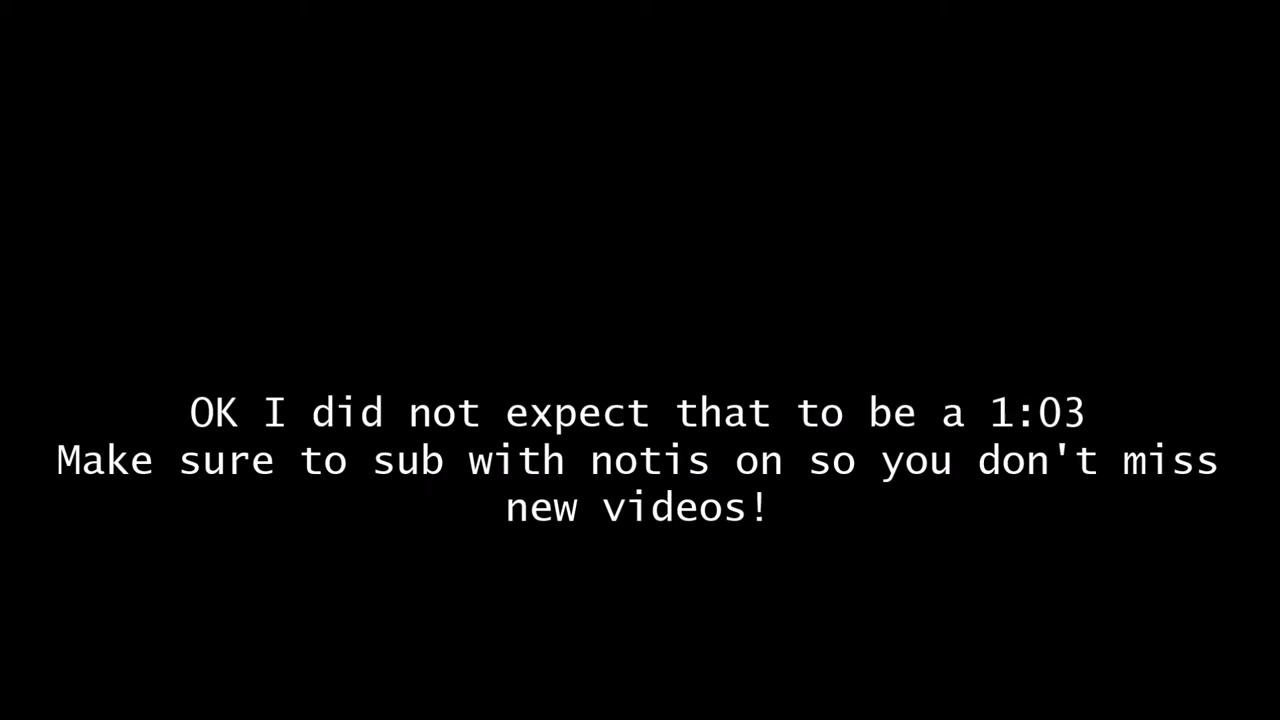 OK I did not expect that to be a 1:03
Make sure to sub with notis on so you don't miss
new videos!